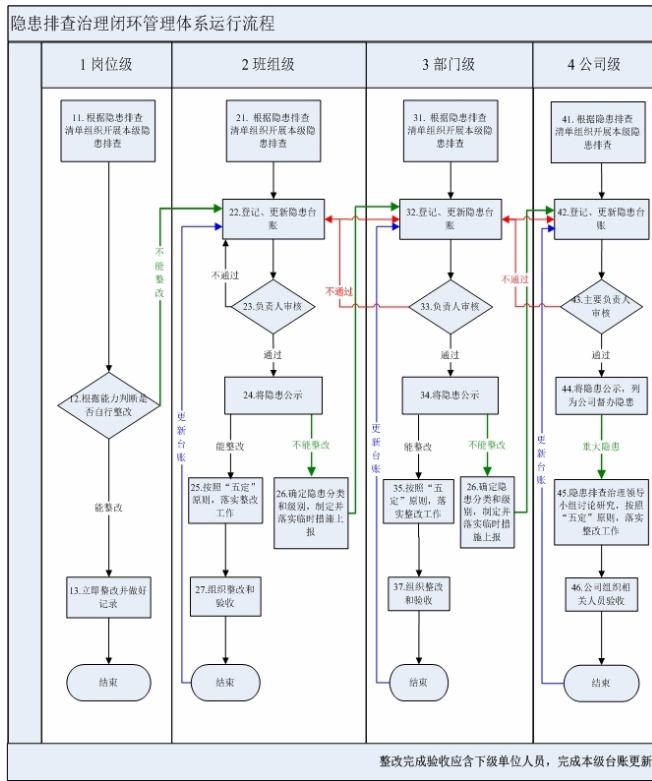 隐患排查治理闭环管理体系运行流程
1 岗位级
2 班组级
3 部门级
4 公司级
11. 根据隐患排查
清单组织开展本级隐
患排查
21. 根据隐患排查
清单组织开展本级隐
患排查
31. 根据隐患排查
清单组织开展本级隐
患排查
41. 根据隐患排查
清单组织开展本级隐
患排查
22.登记、更新隐患台
账
32.登记、更新隐患台
账
42.登记、更新隐患台
账
不能整改
不通过
不通过
不通过
23.负责人审核
33.负责人审核
43.主要负责人
审核
通过
通过
通过
12.根据能力判断是
否自行整改
24.将隐患公示
34.将隐患公示
44.将隐患公示，列
为公司督办隐患
更新台账
更新台账
更新台账
能整改
不能整改
能整改
不能整改
重大隐患
能整改
25.按照“五定”
原则，落实整改
工作
26.确定隐患分类
和级别，制定并
落实临时措施上
报
35.按照“五
定”原则，落
实整改工作
26.确定隐
患分类和级
别，制定并
落实临时措
施上报
45.隐患排查治理领导
小组讨论研究，按照
“五定”原则，落实
整改工作
13.立即整改并做好
记录
27.组织整改和
验收
37.组织整改
和验收
46.公司组织相
关人员验收
结束
结束
结束
结束
整改完成验收应含下级单位人员，完成本级台账更新